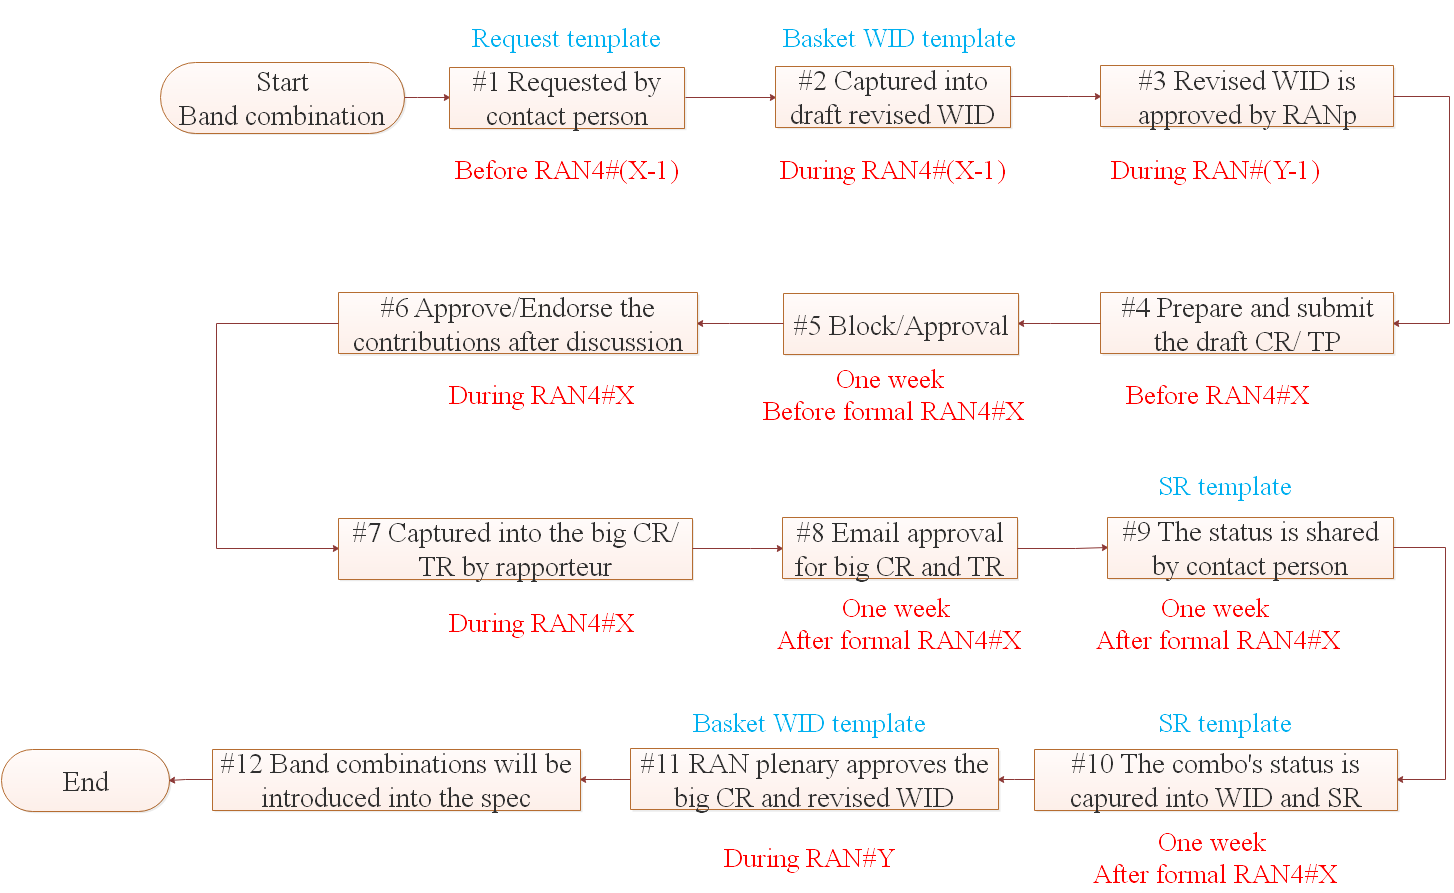 Request template
Basket WID template
Start
Band combination
#1 Requested by
contact person
#2 Captured into
draft revised WID
#3 Revised WID is
approved by RANp
Before RAN4#(X-1)
During RAN4#(X-1)
During RAN#(Y-1)
#4 Prepare and submit
the draft CR/ TP
Before RAN4#X
#5 Block/Approval
One week
Before formal RAN4#X
#6 Approve/Endorse the
contributions after discussion
During RAN4#X
#7 Captured into the big CR/
TR by rapporteur
During RAN4#X
#8 Email approval
for big CR and TR
One week
After formal RAN4#X
SR template
#9 The status is shared
by contact person
One week
After formal RAN4#X
SR template
#10 The combo's status is
capured into WID and SR
One week
After formal RAN4#X
Basket WID template
#11 RAN plenary approves the
big CR and revised WID
During RAN#Y
#12 Band combinations will be
introduced into the spec
End